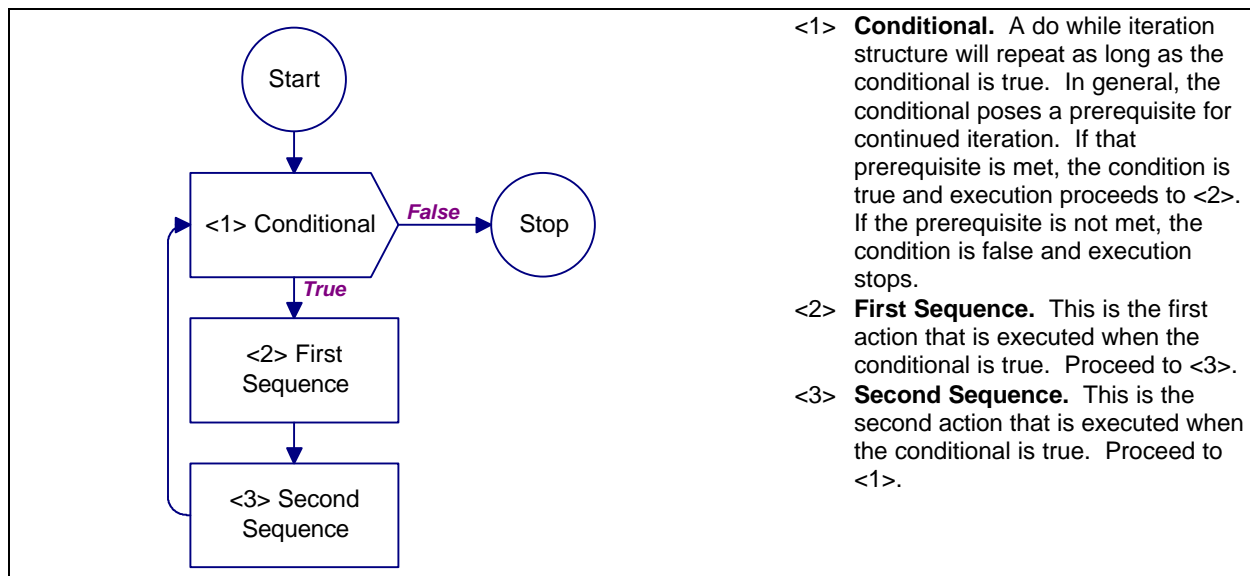 Start
<1> Conditional
False
Stop
True
<2> First
Sequence
<3> Second
Sequence
<1> Conditional. A do while iteration
structure will repeat as long as the
conditional is true. In general, the
conditional poses a prerequisite for
continued iteration. If that
prerequisite is met, the condition is
true and execution proceeds to <2>.
If the prerequisite is not met, the
condition is false and execution
stops.
<2> First Sequence. This is the first
action that is executed when the
conditional is true. Proceed to <3>.
<3> Second Sequence. This is the
second action that is executed when
the conditional is true. Proceed to
<1>.